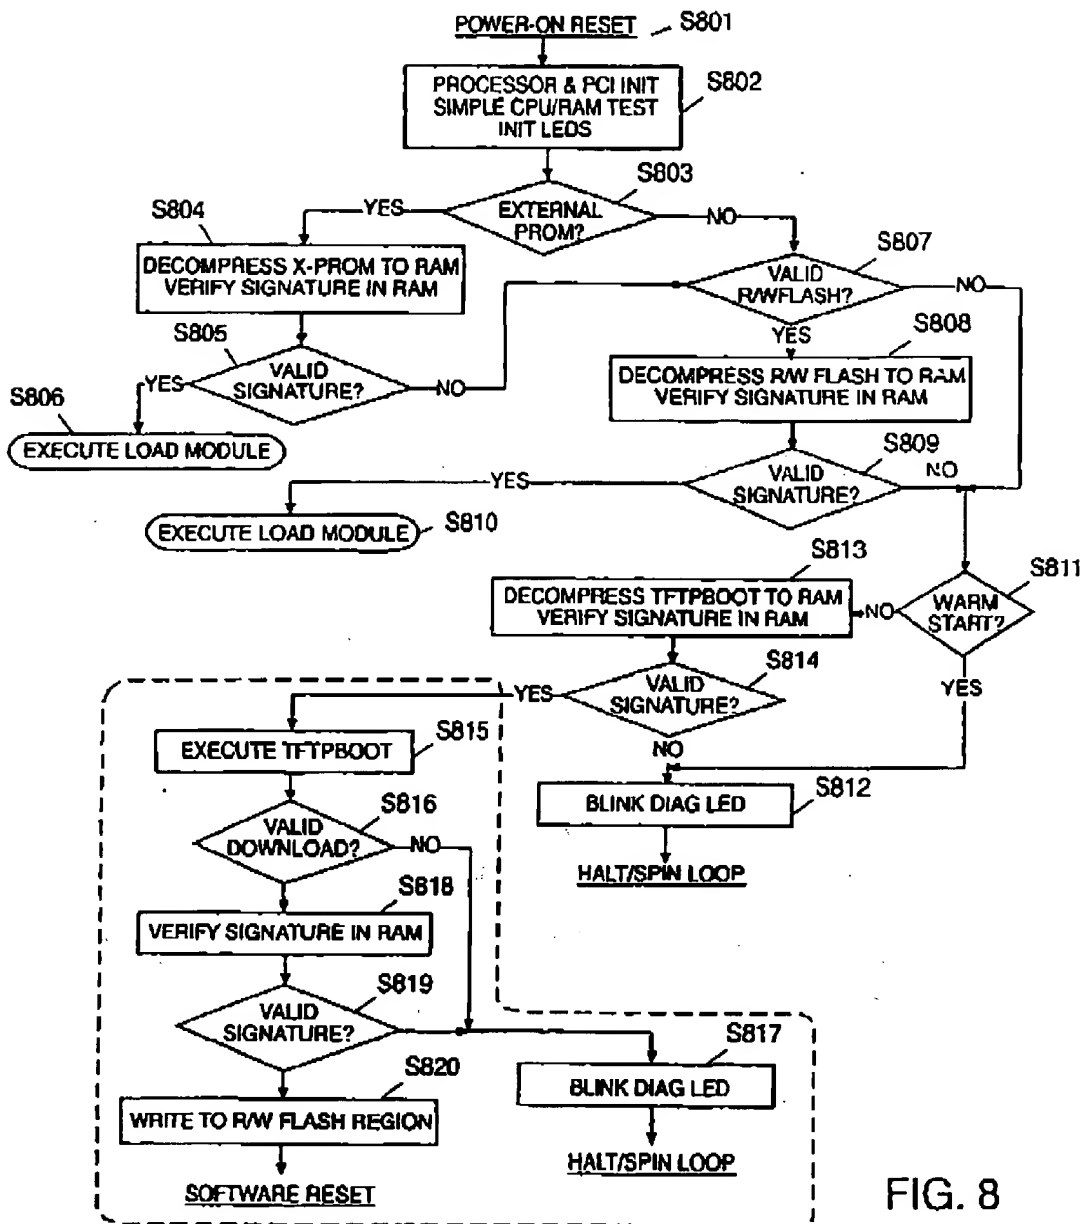 POWER-ON RESET
S801
PROCESSOR & PCI INIT
SIMPLE CPU/RAM TEST
INIT LEDS
S802
S803
EXTERNAL
PROM?
YES
NO
S804
DECOMPRESS X-PROM TO RAM
VERIFY SIGNATURE IN RAM
S807
VALID
R/WFLASH?
NO
YES
S805
VALID
SIGNATURE?
YES
NO
S808
DECOMPRESS R/W FLASH TO RAM
VERIFY SIGNATURE IN RAM
S806
EXECUTE LOAD MODULE
S809
VALID
SIGNATURE?
YES
NO
EXECUTE LOAD MODULE
S810
S813
DECOMPRESS TFTPBOOT TO RAM
VERIFY SIGNATURE IN RAM
S811
WARM
START?
NO
YES
S814
VALID
SIGNATURE?
YES
NO
EXECUTE TFTPBOOT
S815
S812
BLINK DIAG LED
HALT/SPIN LOOP
S816
VALID
DOWNLOAD?
NO
S818
VERIFY SIGNATURE IN RAM
S819
VALID
SIGNATURE?
S817
BLINK DIAG LED
HALT/SPIN LOOP
S820
WRITE TO R/W FLASH REGION
SOFTWARE RESET
FIG. 8